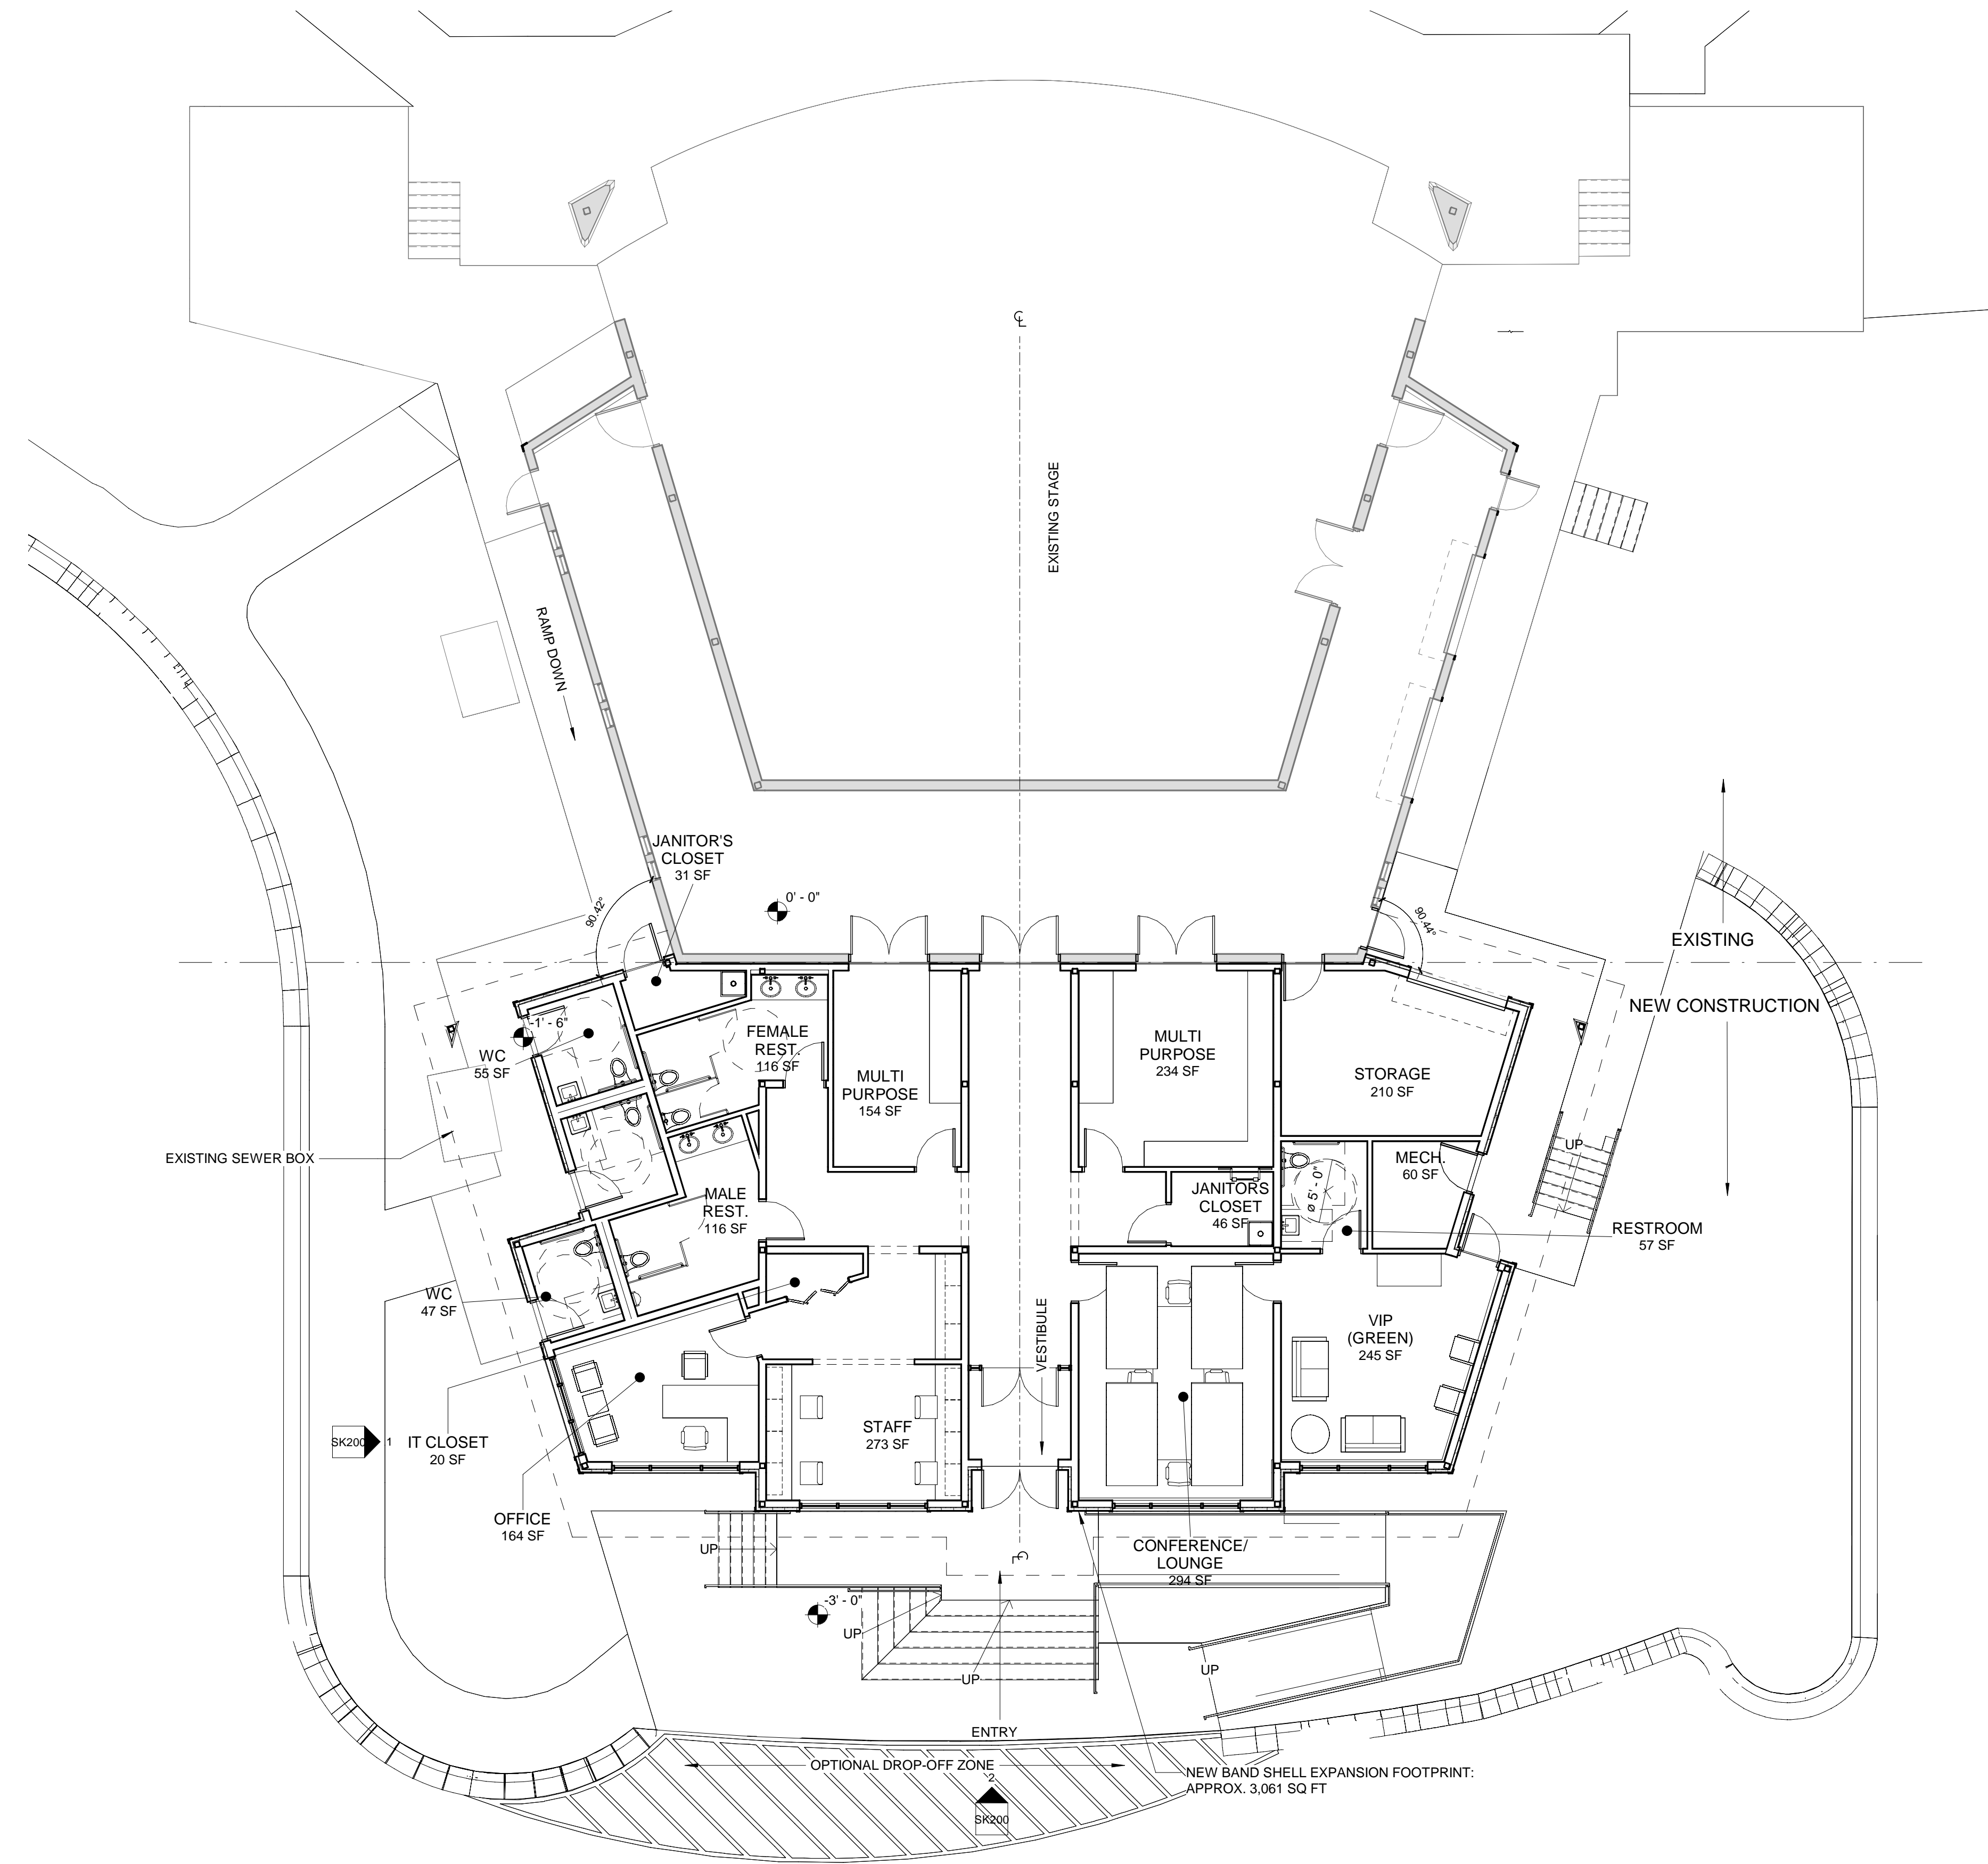 EXISTING STAGE
RAMP DOWN
JANITOR'S
CLOSET
31 SF
0' - 0"
90.42°
90.44°
EXISTING
NEW CONSTRUCTION
-1' - 6"
WC
55 SF
FEMALE
REST.
116 SF
MULTI
PURPOSE
154 SF
MULTI
PURPOSE
234 SF
STORAGE
210 SF
UP
EXISTING SEWER BOX
MECH.
60 SF
MALE
REST.
116 SF
JANITORS
CLOSET
46 SF
ø 5' - 0"
RESTROOM
57 SF
WC
47 SF
VESTIBULE
VIP
(GREEN)
245 SF
SK200
1
IT CLOSET
20 SF
STAFF
273 SF
OFFICE
164 SF
UP
CONFERENCE/
LOUNGE
294 SF
-3' - 0"
UP
UP
UP
ENTRY
OPTIONAL DROP-OFF ZONE
2
SK200
NEW BAND SHELL EXPANSION FOOTPRINT:
APPROX. 3,061 SQ FT